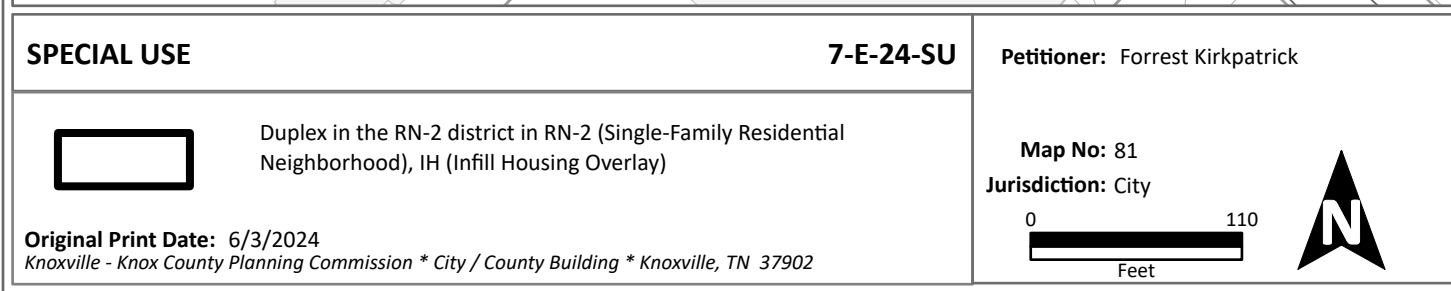 SPECIAL USE 7-E-24-SU
Duplex in the RN-2 district in RN-2 (Single-Family Residential
Neighborhood), IH (Infill Housing Overlay)
Original Print Date: 6/3/2024
Knoxville - Knox County Planning Commission * City / County Building * Knoxville, TN 37902
Petitioner: Forrest Kirkpatrick
Map No: 81
Jurisdiction: City
0 110
Feet
N